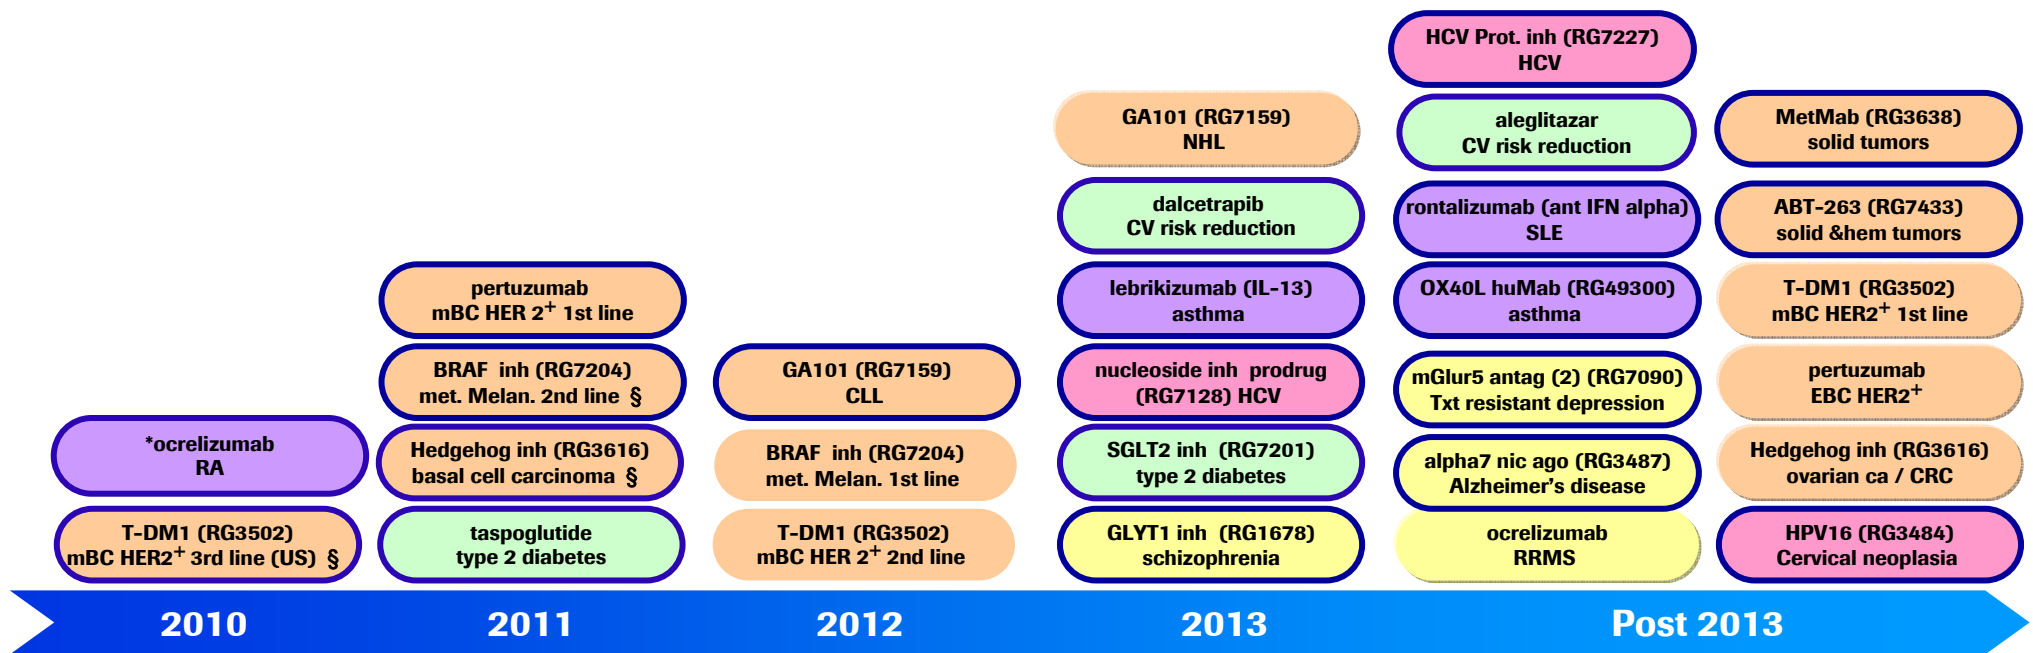 *ocrelizumab
RA
T-DM1 (RG3502)
mBC HER2+ 3rd line (US) §
pertuzumab
mBC HER 2+ 1st line
BRAF inh (RG7204)
met. Melan. 2nd line §
Hedgehog inh (RG3616)
basal cell carcinoma §
taspoglutide
type 2 diabetes
GA101 (RG7159)
CLL
BRAF inh (RG7204)
met. Melan. 1st line
T-DM1 (RG3502)
mBC HER 2+ 2nd line
GA101 (RG7159)
NHL
dalcetrapib
CV risk reduction
lebrikizumab (IL-13)
asthma
nucleoside inh prodrug
(RG7128) HCV
SGLT2 inh (RG7201)
type 2 diabetes
GLYT1 inh (RG1678)
schizophrenia
HCV Prot. inh (RG7227)
HCV
aleglitazar
CV risk reduction
rontalizumab (ant IFN alpha)
SLE
OX40L huMab (RG49300)
asthma
mGlur5 antag (2) (RG7090)
Txt resistant depression
alpha7 nic ago (RG3487)
Alzheimer's disease
ocrelizumab
RRMS
MetMab (RG3638)
solid tumors
ABT-263 (RG7433)
solid &hem tumors
T-DM1 (RG3502)
mBC HER2+ 1st line
pertuzumab
EBC HER2+
Hedgehog inh (RG3616)
ovarian ca / CRC
HPV16 (RG3484)
Cervical neoplasia
2010
2011
2012
2013
Post 2013